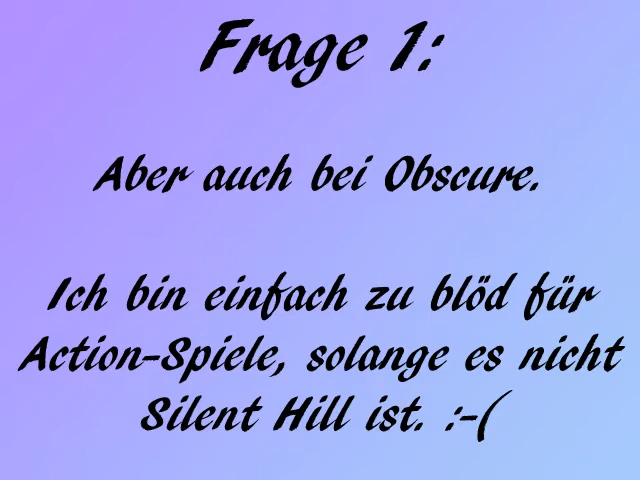 Frage 1:
Aber auch bei Obscure.
Ich bin einfach zu blöd für
Action-Spiele, solange es nicht
Silent Hill ist. :-(